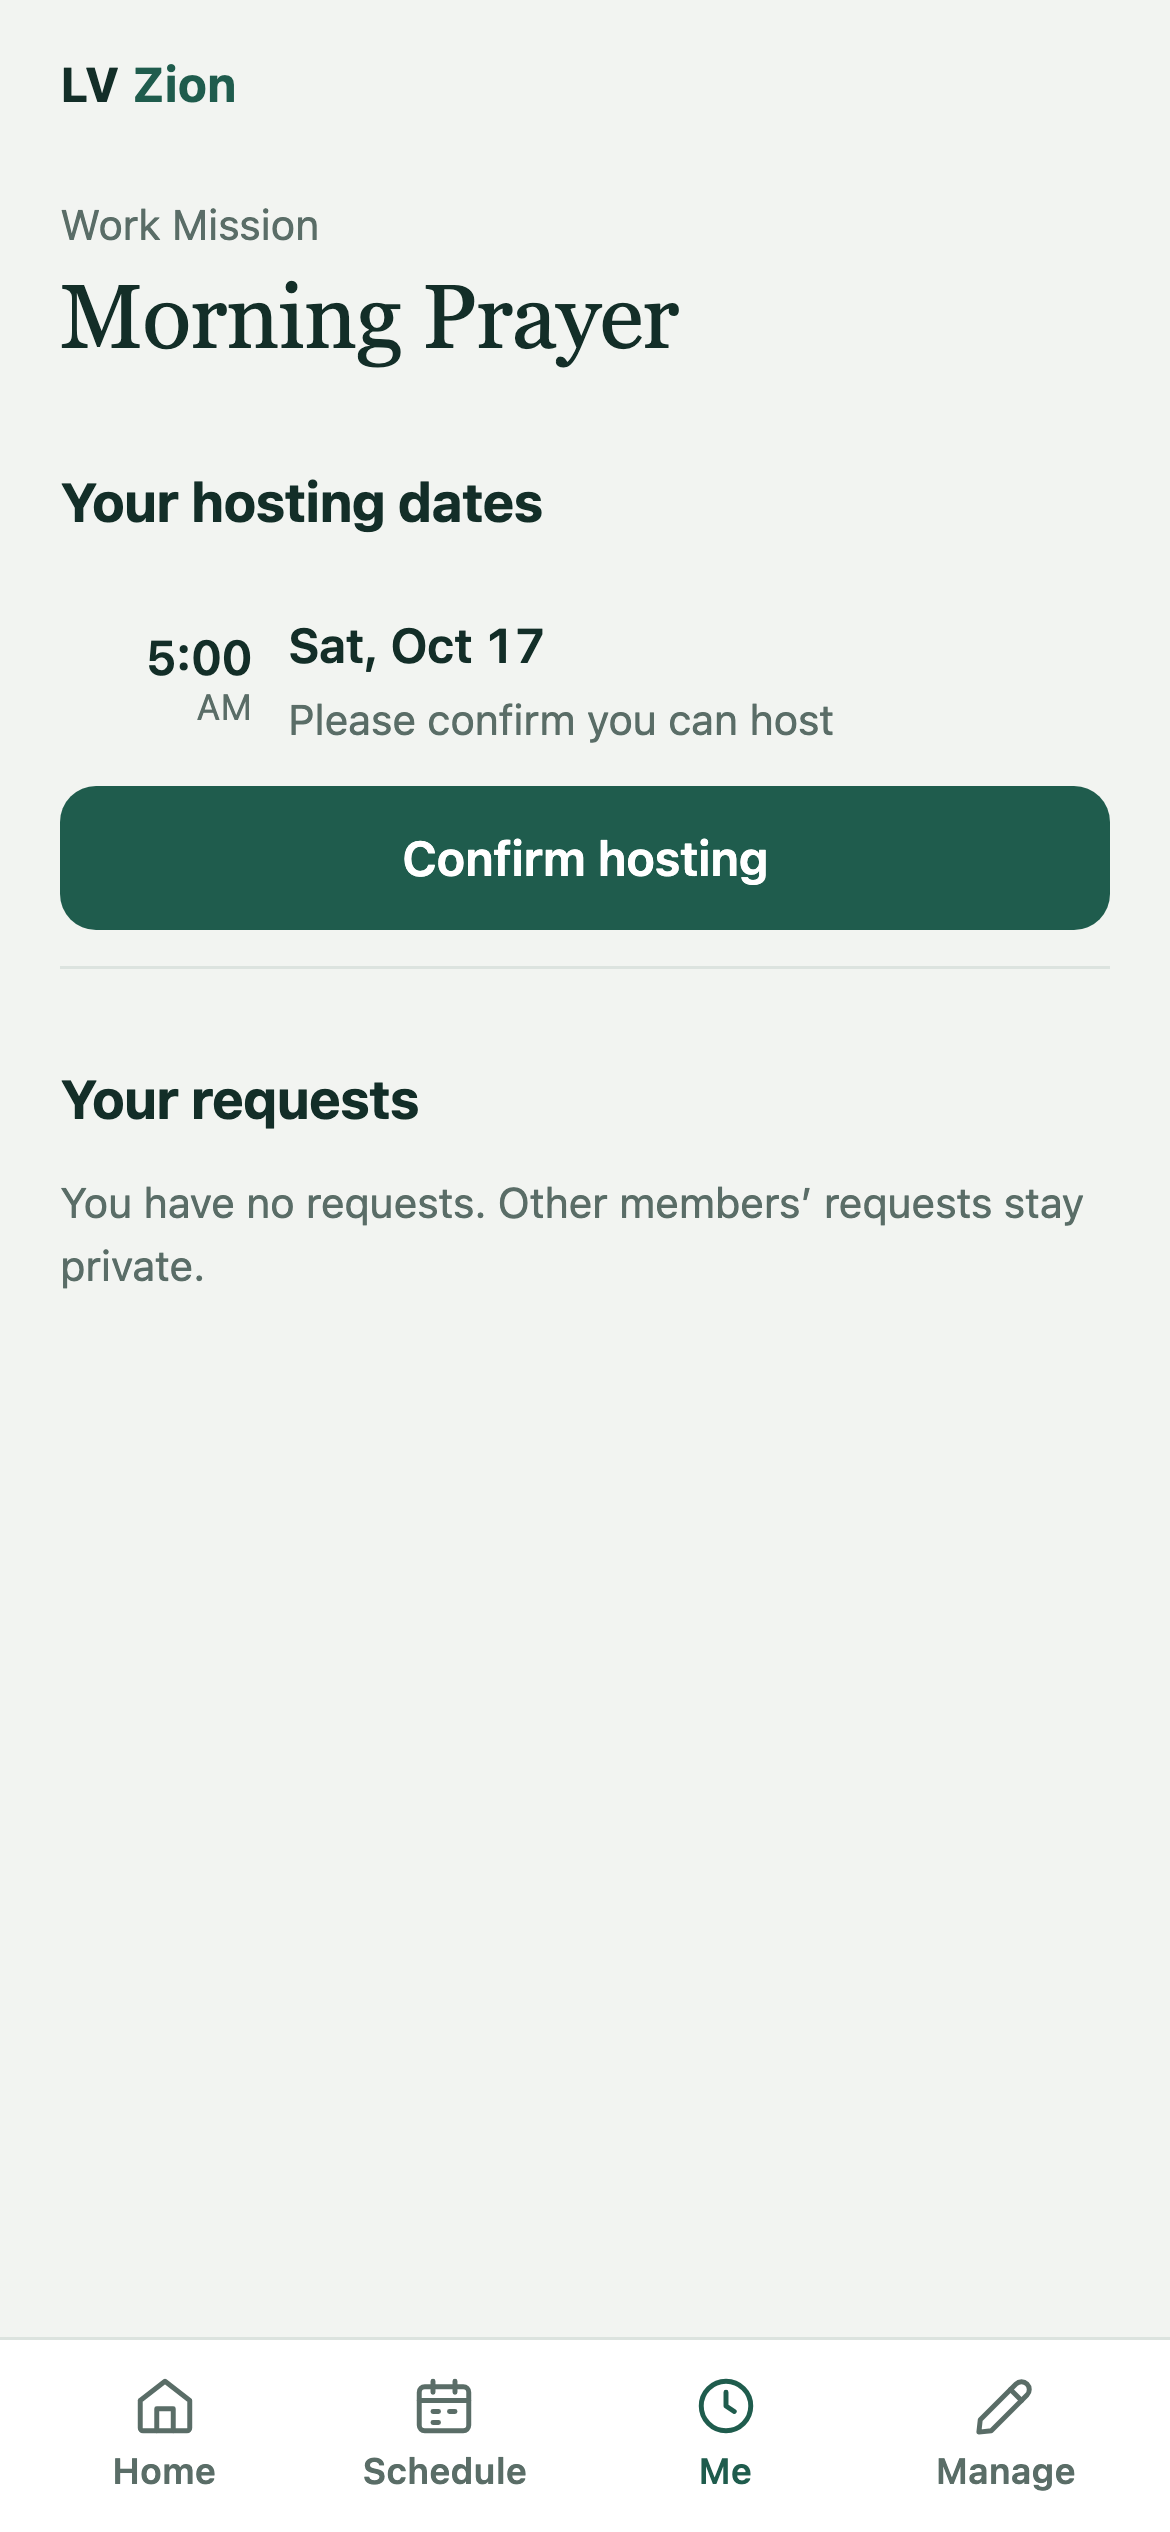 LV Zion
Work Mission
Morning Prayer
Your hosting dates
5:00
AM
Sat, Oct 17
Please confirm you can host
Confirm hosting
Your requests
You have no requests. Other members’ requests stay
private.
Home
Schedule
Me
Manage